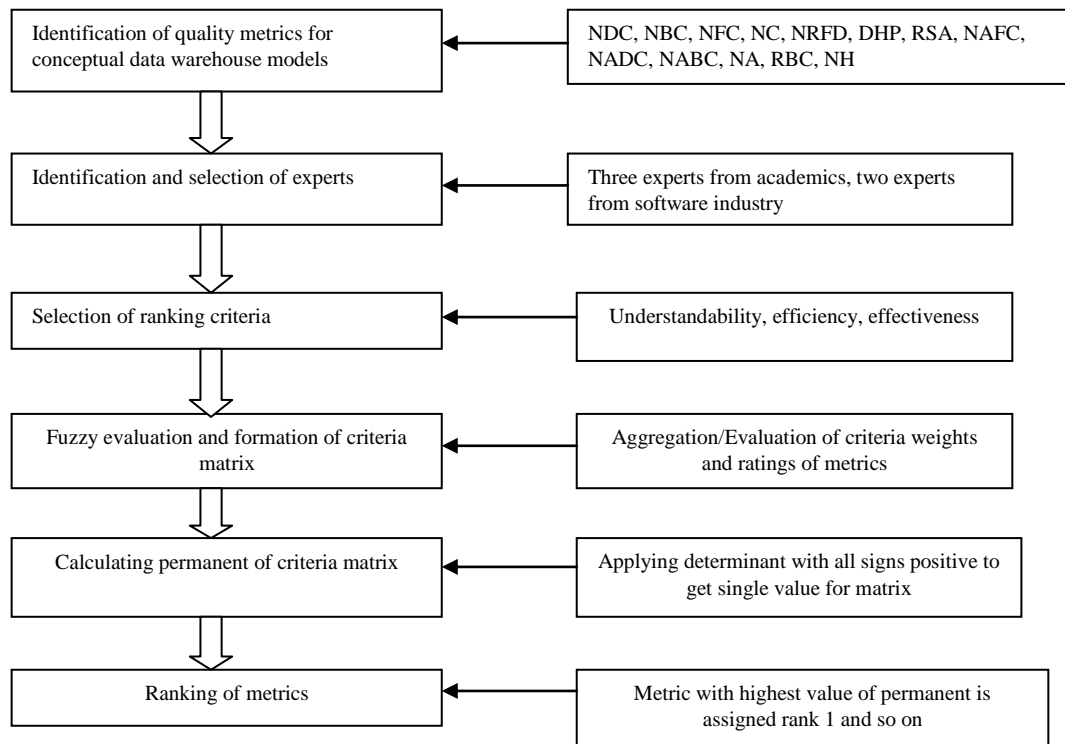 Identification of quality metrics for
conceptual data warehouse models
NDC, NBC, NFC, NC, NRFD, DHP, RSA, NAFC,
NADC, NABC, NA, RBC, NH
Identification and selection of experts
Three experts from academics, two experts
from software industry
Selection of ranking criteria
Understandability, efficiency, effectiveness
Fuzzy evaluation and formation of criteria
matrix
Aggregation/Evaluation of criteria weights
and ratings of metrics
Calculating permanent of criteria matrix
Applying determinant with all signs positive to
get single value for matrix
Ranking of metrics
Metric with highest value of permanent is
assigned rank 1 and so on